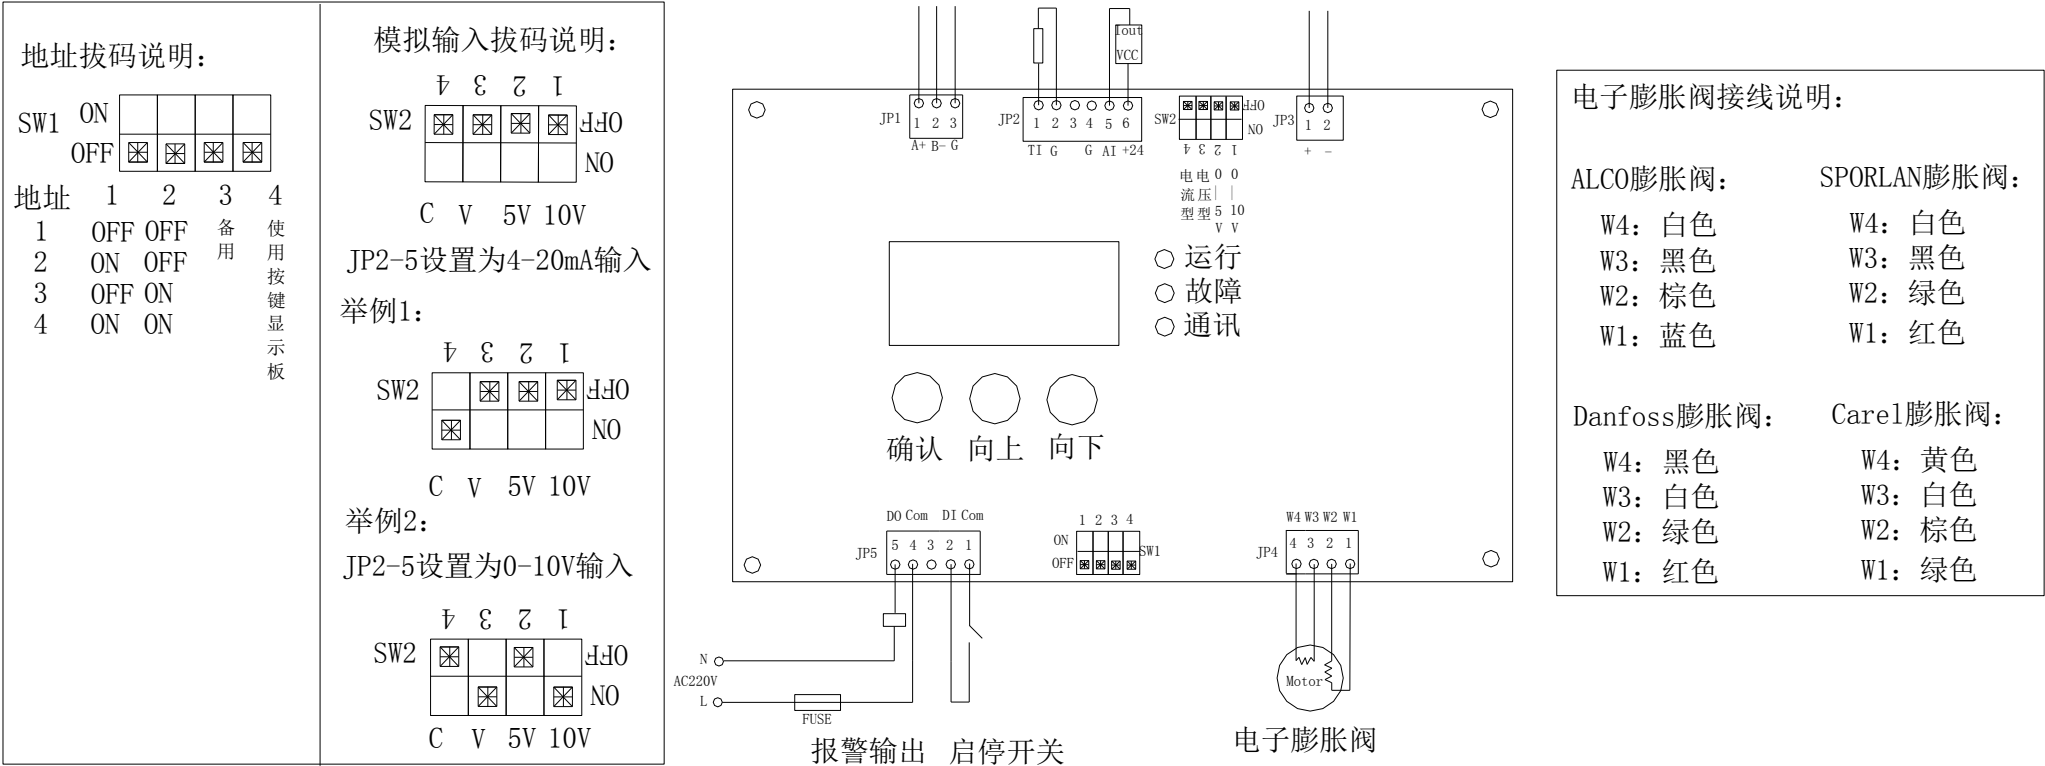 地址拔码说明：
SW1 ON
OFF
地址 1 2 3 4
1 OFF OFF
2 ON OFF
3 OFF ON
4 ON ON
备用
使用按键显示板
模拟输入拔码说明：
4 3 2 1
SW2 OFF
ON
C V 5V 10V
JP2-5设置为4-20mA输入
举例1：
4 3 2 1
SW2 OFF
ON
C V 5V 10V
举例2：
JP2-5设置为0-10V输入
4 3 2 1
SW2 OFF
ON
C V 5V 10V
Iout
VCC
JP1 1 2 3
A+ B- G
JP2 1 2 3 4 5 6
TI G G AI +24
SW2 OFF
ON
4 3 2 1
电流型
电压型
0|5V
0|10V
JP3 1 2
+ -
运行
故障
通讯
确认 向上 向下
DO Com DI Com
JP5 5 4 3 2 1
1 2 3 4
ON
OFF
SW1
W4 W3 W2 W1
JP4 4 3 2 1
N
AC220V
L
FUSE
Motor
报警输出 启停开关
电子膨胀阀
电子膨胀阀接线说明：
ALCO膨胀阀：
W4：白色
W3：黑色
W2：棕色
W1：蓝色
SPORLAN膨胀阀：
W4：白色
W3：黑色
W2：绿色
W1：红色
Danfoss膨胀阀：
W4：黑色
W3：白色
W2：绿色
W1：红色
Carel膨胀阀：
W4：黄色
W3：白色
W2：棕色
W1：绿色